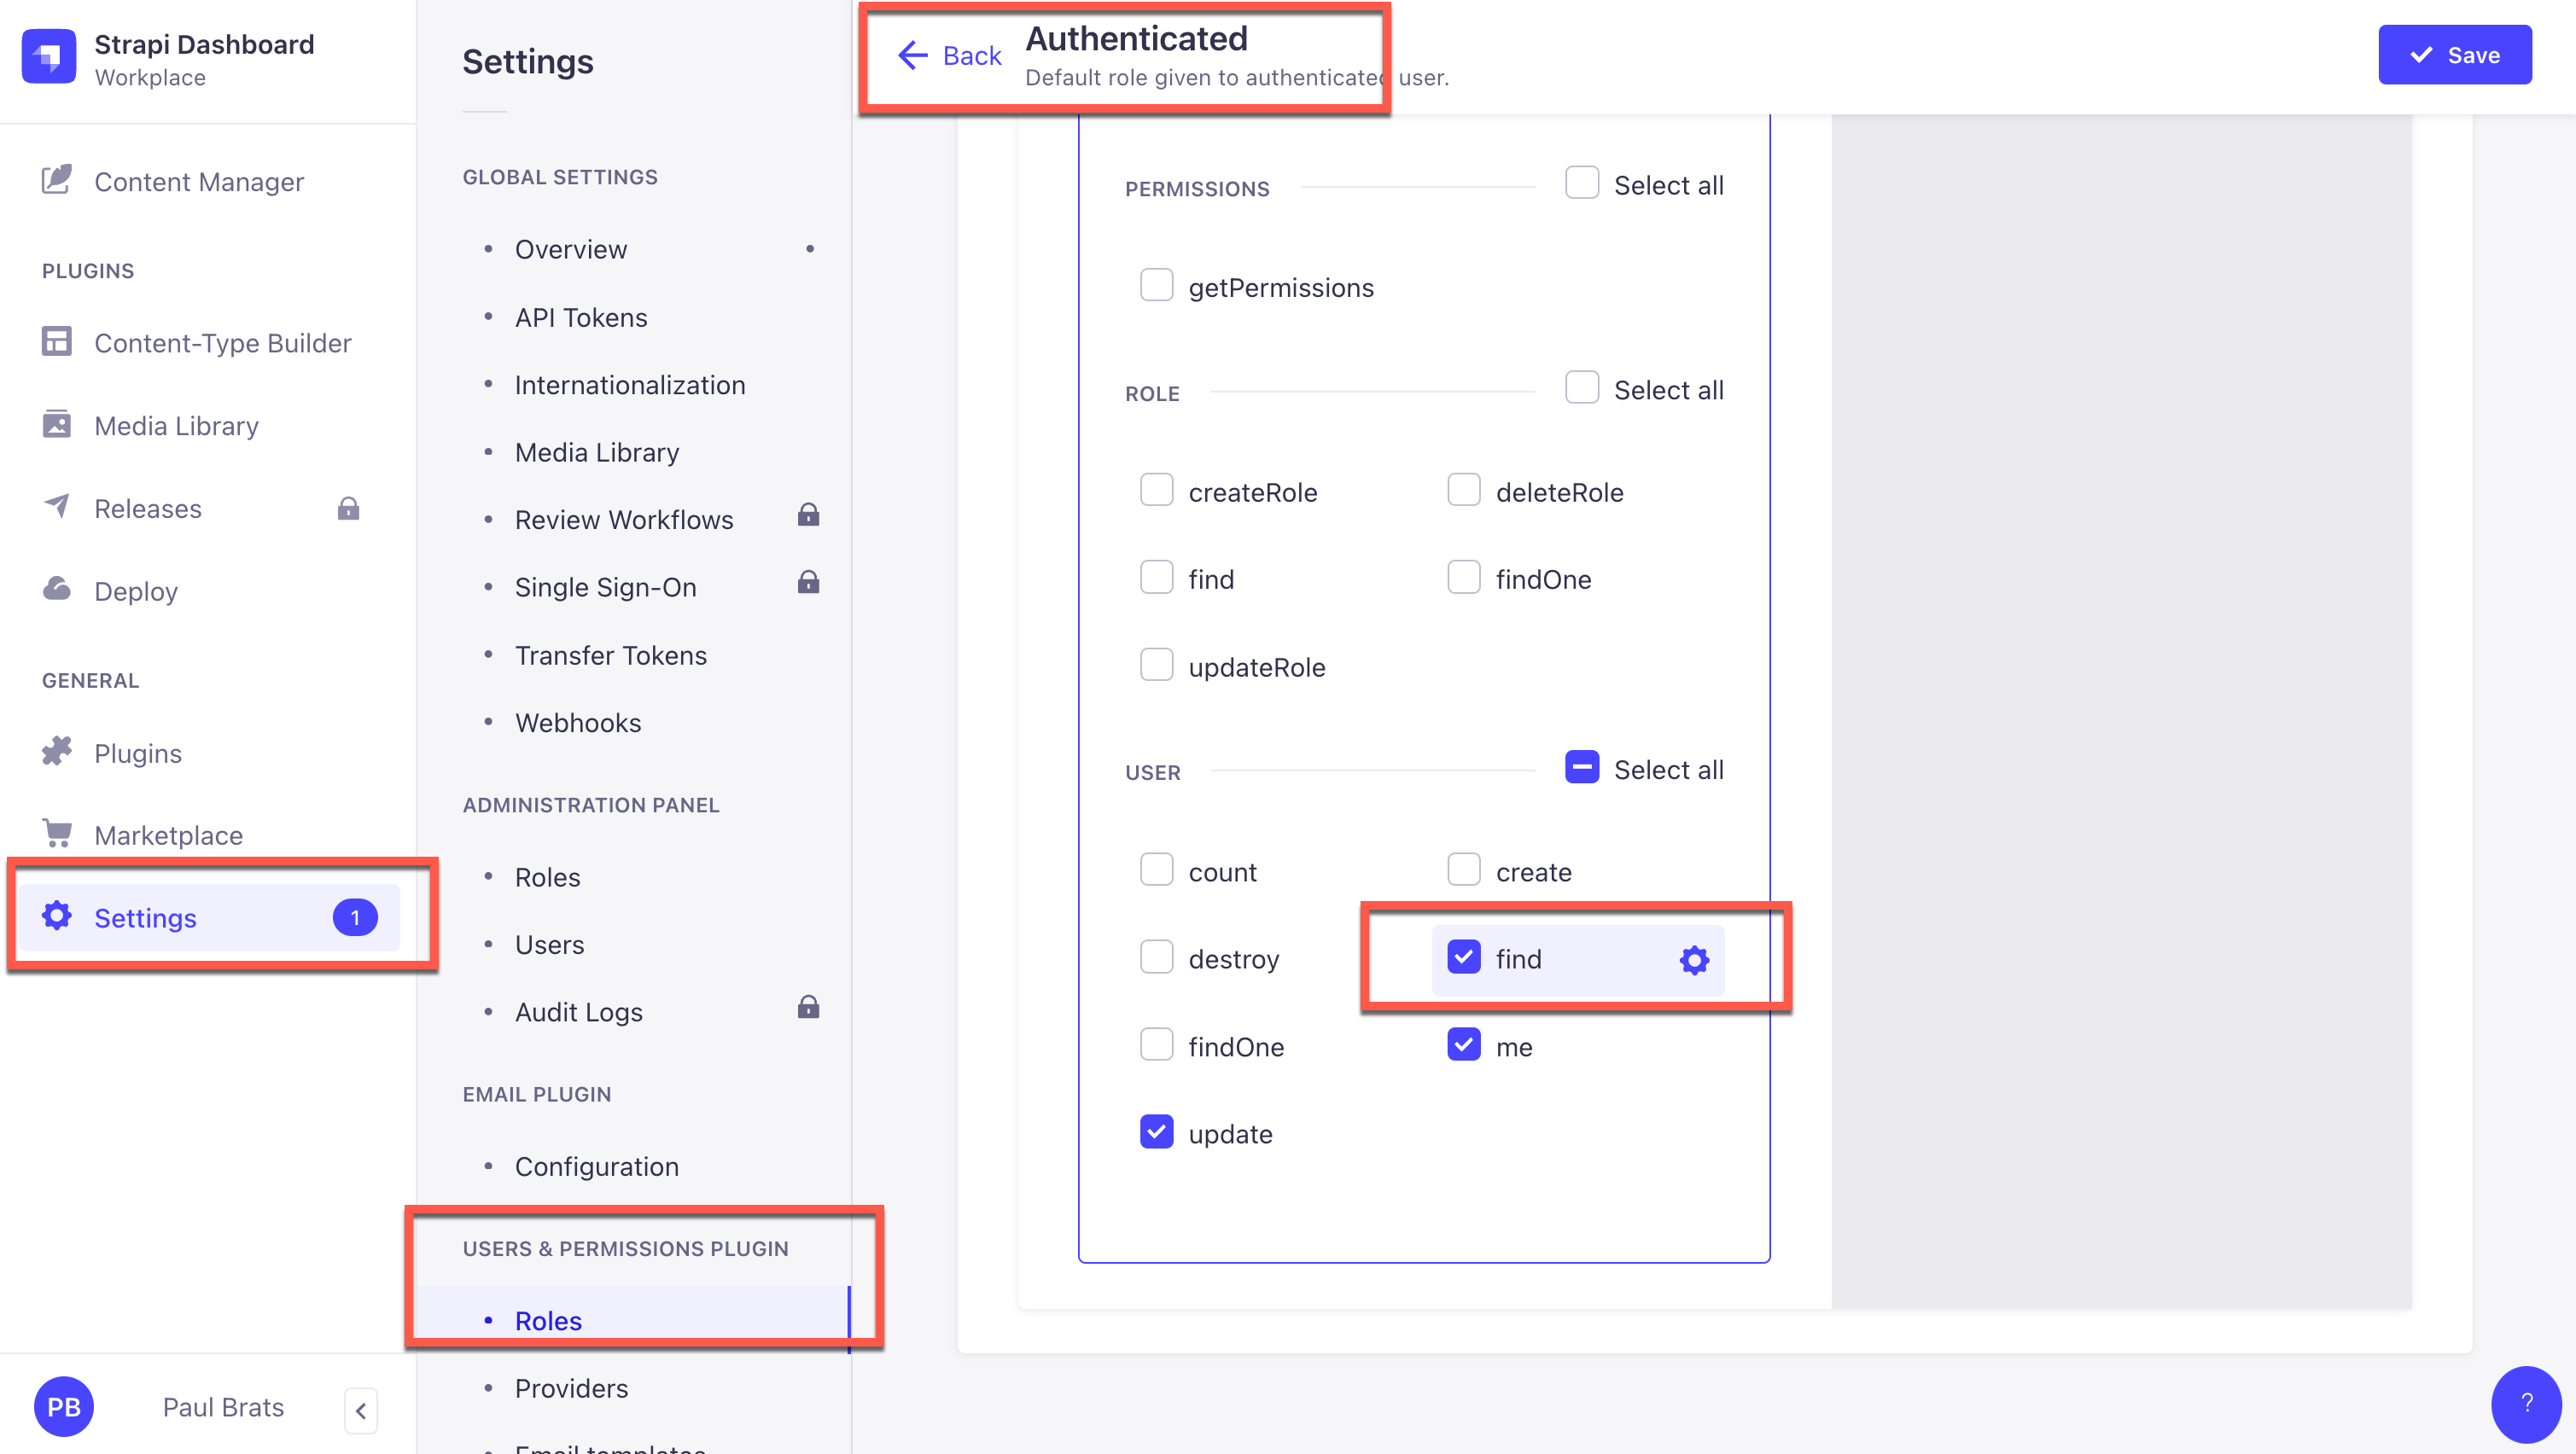 Strapi Dashboard
Workplace
Content Manager
PLUGINS
Content-Type Builder
Media Library
Releases
Deploy
GENERAL
Plugins
Marketplace
Settings 1
PB Paul Brats
Settings
GLOBAL SETTINGS
Overview
API Tokens
Internationalization
Media Library
Review Workflows
Single Sign-On
Transfer Tokens
Webhooks
ADMINISTRATION PANEL
Roles
Users
Audit Logs
EMAIL PLUGIN
Configuration
USERS & PERMISSIONS PLUGIN
Roles
Providers
Email templates
Back
Authenticated
Default role given to authenticated user.
Save
PERMISSIONS Select all
getPermissions
ROLE Select all
createRole deleteRole
find findOne
updateRole
USER Select all
count create
destroy find
findOne me
update
?